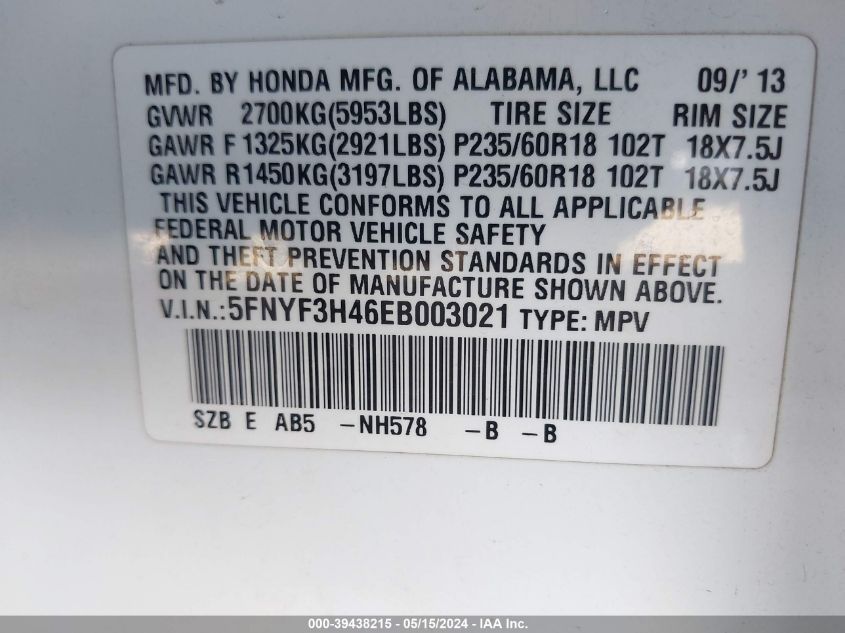 MFD. BY HONDA MFG. OF ALABAMA, LLC 09/' 13
GVWR 2700KG(5953LBS) TIRE SIZE RIM SIZE
GAWR F 1325KG(2921LBS) P235/60R18 102T 18X7.5J
GAWR R1450KG(3197LBS) P235/60R18 102T 18X7.5J
THIS VEHICLE CONFORMS TO ALL APPLICABLE
FEDERAL MOTOR VEHICLE SAFETY
AND THEFT PREVENTION STANDARDS IN EFFECT
ON THE DATE OF MANUFACTURE SHOWN ABOVE.
V.I.N.:5FNYF3H46EB003021 TYPE: MPV
SZB E AB5 -NH578 -B -B
000-39438215 - 05/15/2024 - IAA Inc.